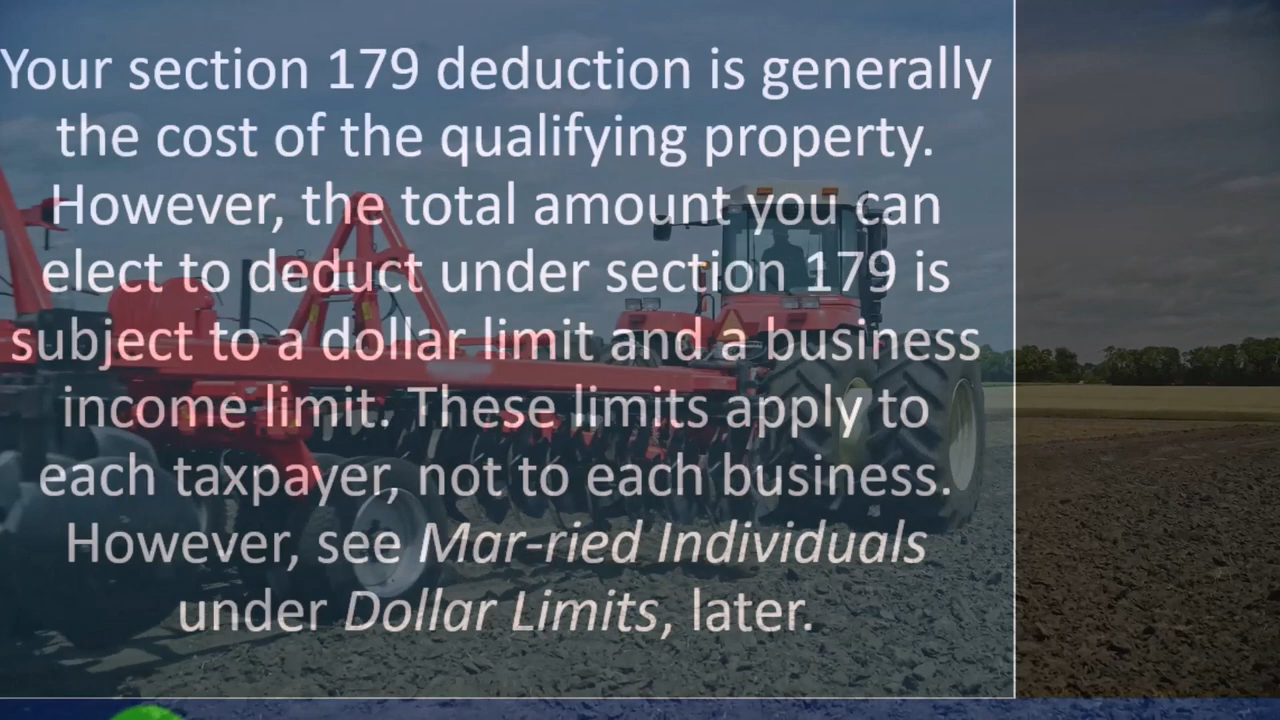 Your section 179 deduction is generally
the cost of the qualifying property.
However, the total amount you can
elect to deduct under section 179 is
subject to a dollar limit and a business
income limit. These limits apply to
each taxpayer, not to each business.
However, see Mar-ried Individuals
under Dollar Limits, later.